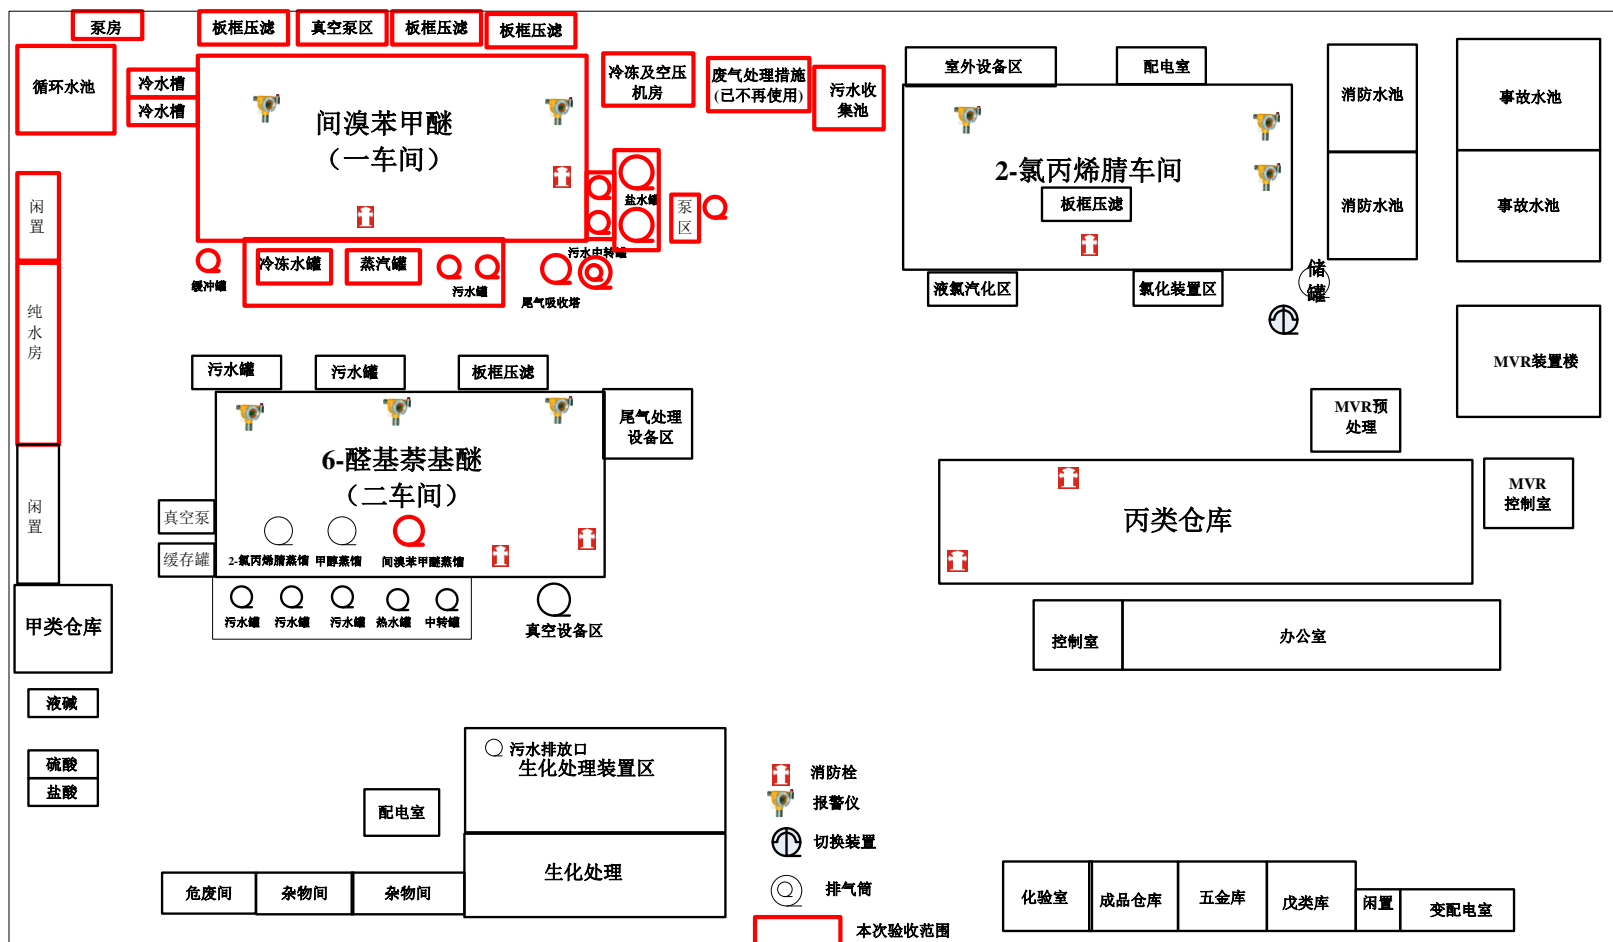 泵房
板框压滤
真空泵区
板框压滤
板框压滤
循环水池
冷水槽
冷水槽
间溴苯甲醚
（一车间）
冷冻及空压
机房
废气处理措施
(已不再使用)
污水收
集池
室外设备区
配电室
消防水池
事故水池
2-氯丙烯腈车间
板框压滤
消防水池
事故水池
闲
置
盐水罐
泵
区
污水中转罐
冷冻水罐
蒸汽罐
缓冲罐
污水罐
尾气吸收塔
液氯汽化区
氯化装置区
储
罐
纯
水
房
污水罐
污水罐
板框压滤
MVR装置楼
尾气处理
设备区
MVR预
处理
6-醛基萘基醚
（二车间）
MVR
控制室
丙类仓库
闲
置
真空泵
缓存罐
2-氯丙烯腈蒸馏
甲醇蒸馏
间溴苯甲醚蒸馏
污水罐
污水罐
污水罐
热水罐
中转罐
真空设备区
甲类仓库
控制室
办公室
液碱
硫酸
盐酸
污水排放口
生化处理装置区
配电室
生化处理
危废间
杂物间
杂物间
消防栓
报警仪
切换装置
排气筒
本次验收范围
化验室
成品仓库
五金库
戊类库
闲置
变配电室